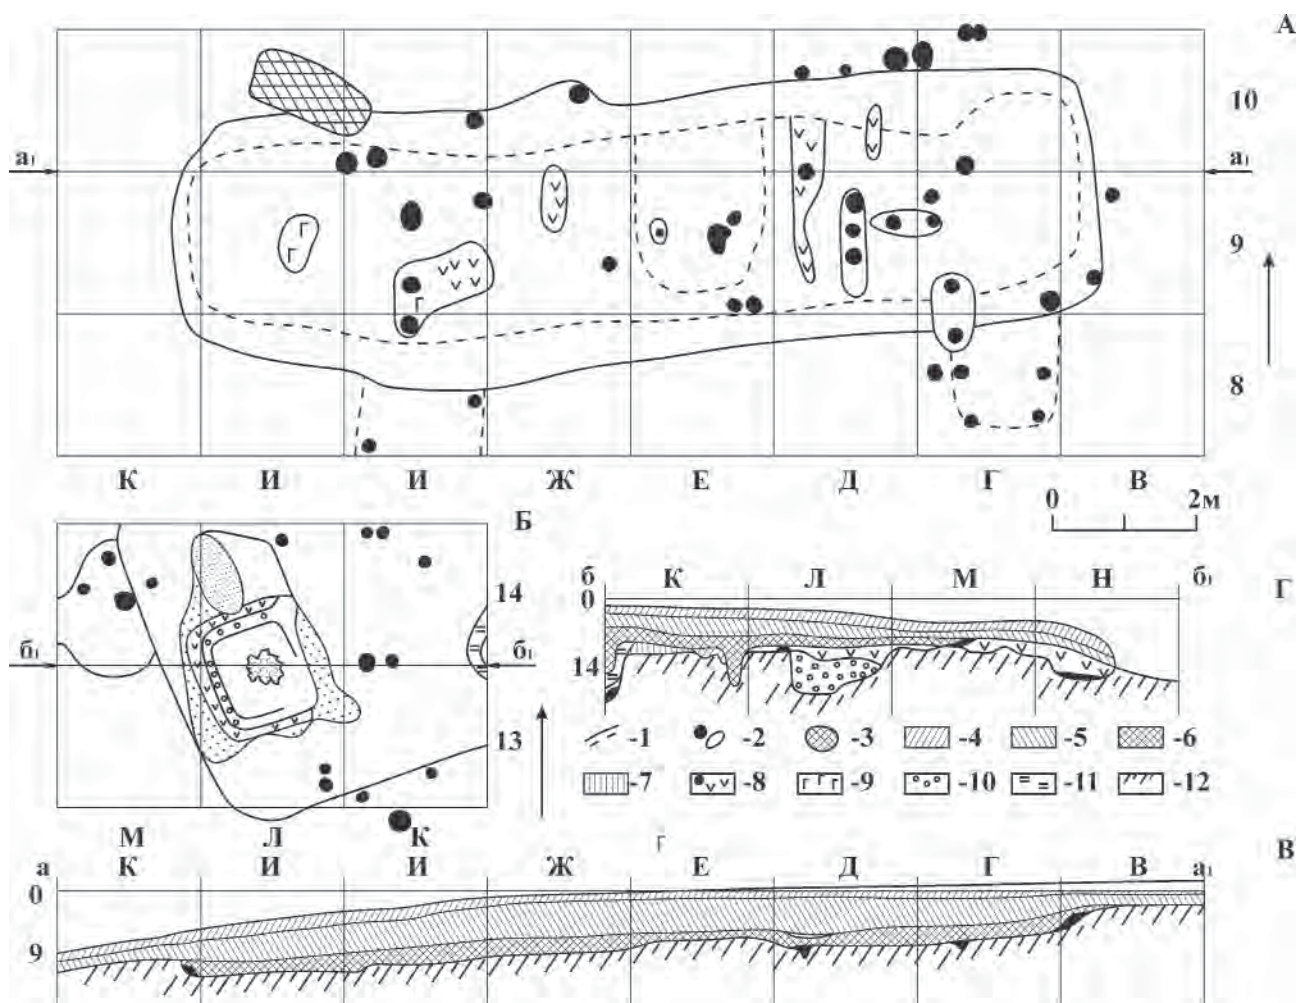 А
10
а₁ а₁
9
8
К И И Ж Е Д Г В
0 2м
Б
14
б₁ б₁
13
М Л К
б К Л М Н б₁
0
14
Г
-1 -2 -3 -4 -5 -6
-7 -8 -9 -10 -11 -12
г
В
а К И И Ж Е Д Г В а₁
0
9